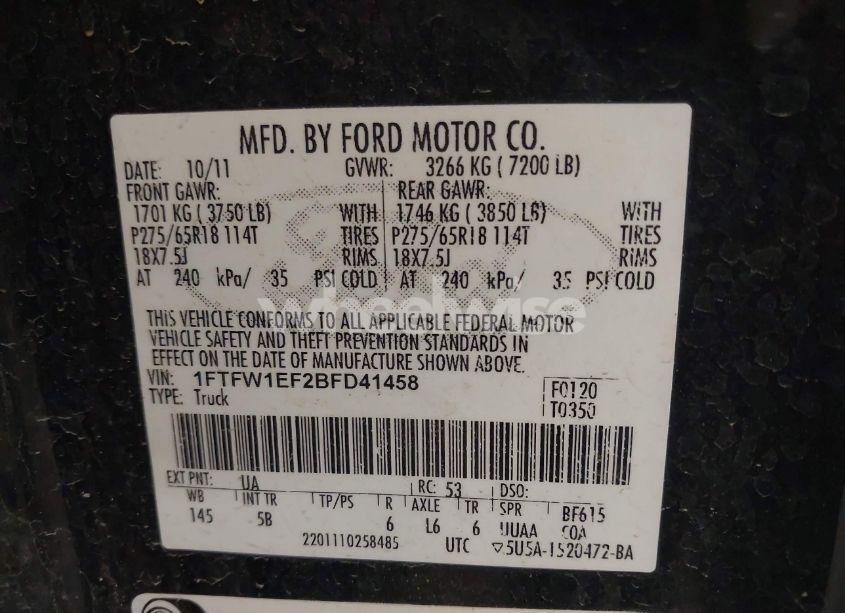 MFD. BY FORD MOTOR CO.
DATE: 10/11 GVWR: 3266 KG ( 7200 LB)
FRONT GAWR: REAR GAWR:
1701 KG ( 3750 LB) WITH 1746 KG ( 3850 LB) WITH
P275/65R18 114T TIRES P275/65R18 114T TIRES
18X7.5J RIMS 18X7.5J RIMS
AT 240 kPa/ 35 PSI COLD AT 240 kPa/ 35 PSI COLD
wheelwise
THIS VEHICLE CONFORMS TO ALL APPLICABLE FEDERAL MOTOR
VEHICLE SAFETY AND THEFT PREVENTION STANDARDS IN
EFFECT ON THE DATE OF MANUFACTURE SHOWN ABOVE.
VIN: 1FTFW1EF2BFD41458 F0120
TYPE: Truck T0350
EXT PNT: UA RC: 53 DSO:
WB INT TR TP/PS R AXLE TR SPR BF615
145 5B 6 L6 6 UUAA COA
2201110258485 UTC ▽5U5A-1520472-BA